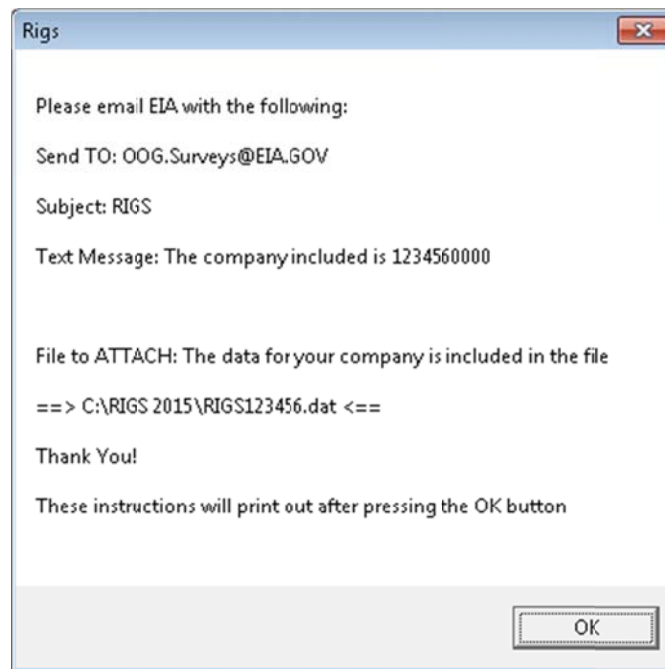 Rigs
Please email EIA with the following:
Send TO: OOG.Surveys@EIA.GOV
Subject: RIGS
Text Message: The company included is 1234560000
File to ATTACH: The data for your company is included in the file
==> C:\RIGS 2015\RIGS123456.dat <==
Thank You!
These instructions will print out after pressing the OK button
OK